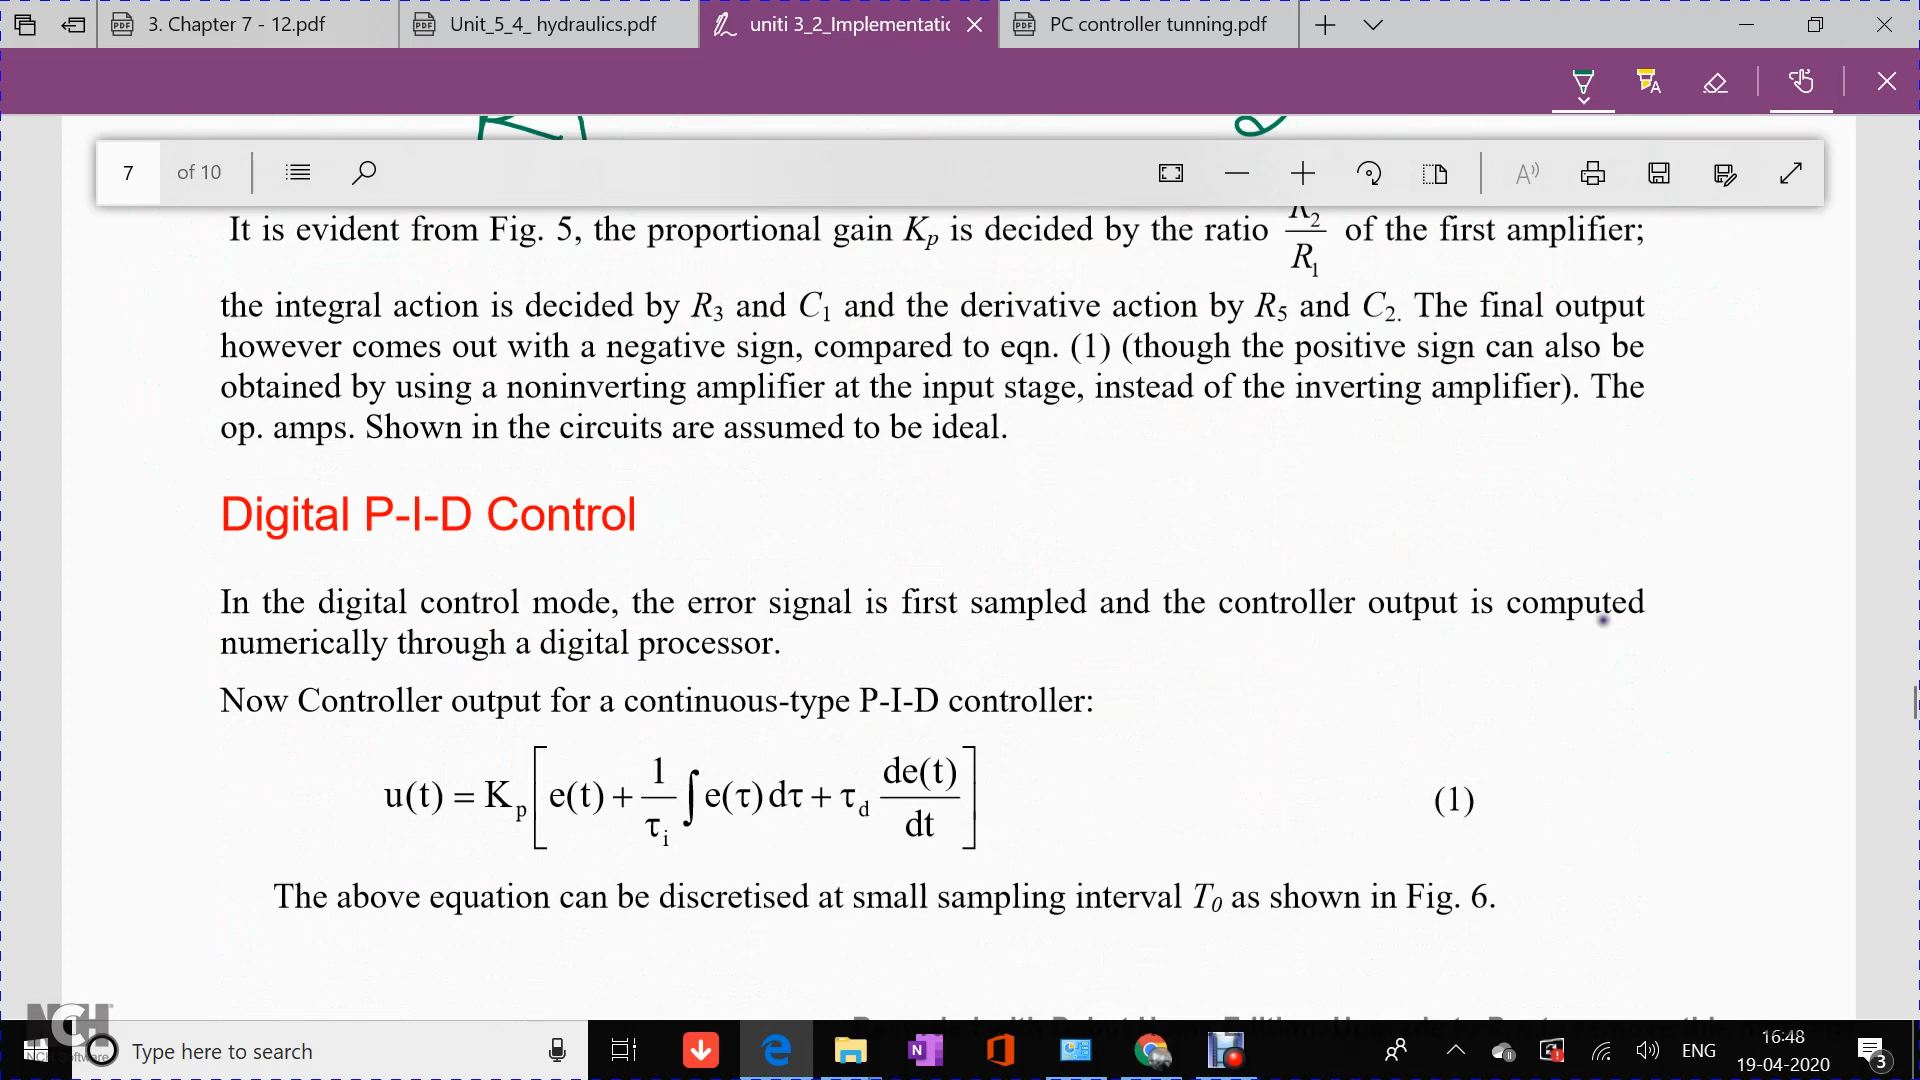 3. Chapter 7 - 12.pdf
Unit_5_4_ hydraulics.pdf
uniti 3_2_Implementatic
PC controller tunning.pdf
7 of 10
It is evident from Fig. 5, the proportional gain Kp is decided by the ratio R2/R1 of the first amplifier;
the integral action is decided by R3 and C1 and the derivative action by R5 and C2. The final output
however comes out with a negative sign, compared to eqn. (1) (though the positive sign can also be
obtained by using a noninverting amplifier at the input stage, instead of the inverting amplifier). The
op. amps. Shown in the circuits are assumed to be ideal.
Digital P-I-D Control
In the digital control mode, the error signal is first sampled and the controller output is computed
numerically through a digital processor.
Now Controller output for a continuous-type P-I-D controller:
u(t) = Kp[e(t) + 1/τi ∫e(τ)dτ + τd de(t)/dt] (1)
The above equation can be discretised at small sampling interval T0 as shown in Fig. 6.
NCH
NCH Software
Type here to search
ENG
16:48
19-04-2020
3